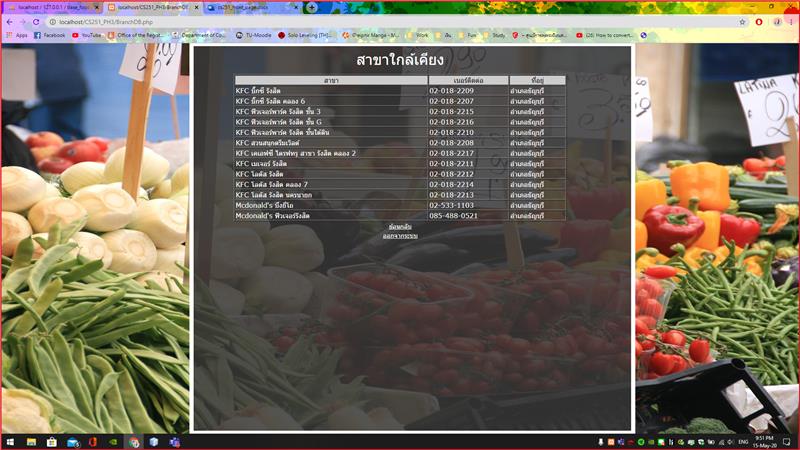 localhost / 127.0.0.1 / base_food
localhost/CS251_PH3/BranchDB.ph
cs251_front_page.docx
localhost/CS251_PH3/BranchDB.php
Apps
Facebook
YouTube
Office of the Regist
Department of Co
TU-Moodle
Solo Leveling [TH]
Manga - M
Work
เงิน
Fun
Study
(26) How to convert
สาขาใกล้เคียง
สาขา เบอร์ติดต่อ ที่อยู่
KFC บิ๊กซี รังสิต 02-018-2209 อำเภอธัญบุรี
KFC บิ๊กซี รังสิต คลอง 6 02-018-2207 อำเภอธัญบุรี
KFC ฟิวเจอร์พาร์ค รังสิต ชั้น 3 02-018-2215 อำเภอธัญบุรี
KFC ฟิวเจอร์พาร์ค รังสิต ชั้น G 02-018-2216 อำเภอธัญบุรี
KFC ฟิวเจอร์พาร์ค รังสิต ชั้นใต้ดิน 02-018-2210 อำเภอธัญบุรี
KFC สวนสนุกดรีมเวิลด์ 02-018-2208 อำเภอธัญบุรี
KFC เคเอฟซี ไดรฟ์ทรู สาขา รังสิต คลอง 2 02-018-2217 อำเภอธัญบุรี
KFC เมเจอร์ รังสิต 02-018-2211 อำเภอธัญบุรี
KFC โลตัส รังสิต 02-018-2212 อำเภอธัญบุรี
KFC โลตัส รังสิต คลอง 7 02-018-2214 อำเภอธัญบุรี
KFC โลตัส รังสิต นครนายก 02-018-2213 อำเภอธัญบุรี
Mcdonald's บึงยี่โถ 02-533-1103 อำเภอธัญบุรี
Mcdonald's ฟิวเจอร์รังสิต 085-488-0521 อำเภอธัญบุรี
ย้อนกลับ
ออกจากระบบ
LATINA
ENG
9:51 PM
15-May-20